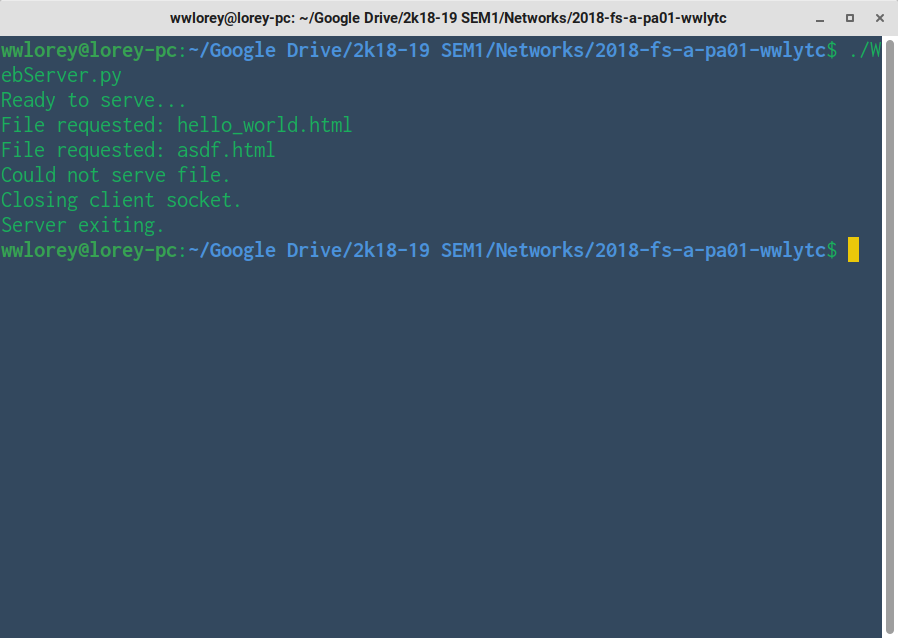 wwlorey@lorey-pc: ~/Google Drive/2k18-19 SEM1/Networks/2018-fs-a-pa01-wwlytc
wwlorey@lorey-pc:~/Google Drive/2k18-19 SEM1/Networks/2018-fs-a-pa01-wwlytc$ ./W
ebServer.py
Ready to serve...
File requested: hello_world.html
File requested: asdf.html
Could not serve file.
Closing client socket.
Server exiting.
wwlorey@lorey-pc:~/Google Drive/2k18-19 SEM1/Networks/2018-fs-a-pa01-wwlytc$